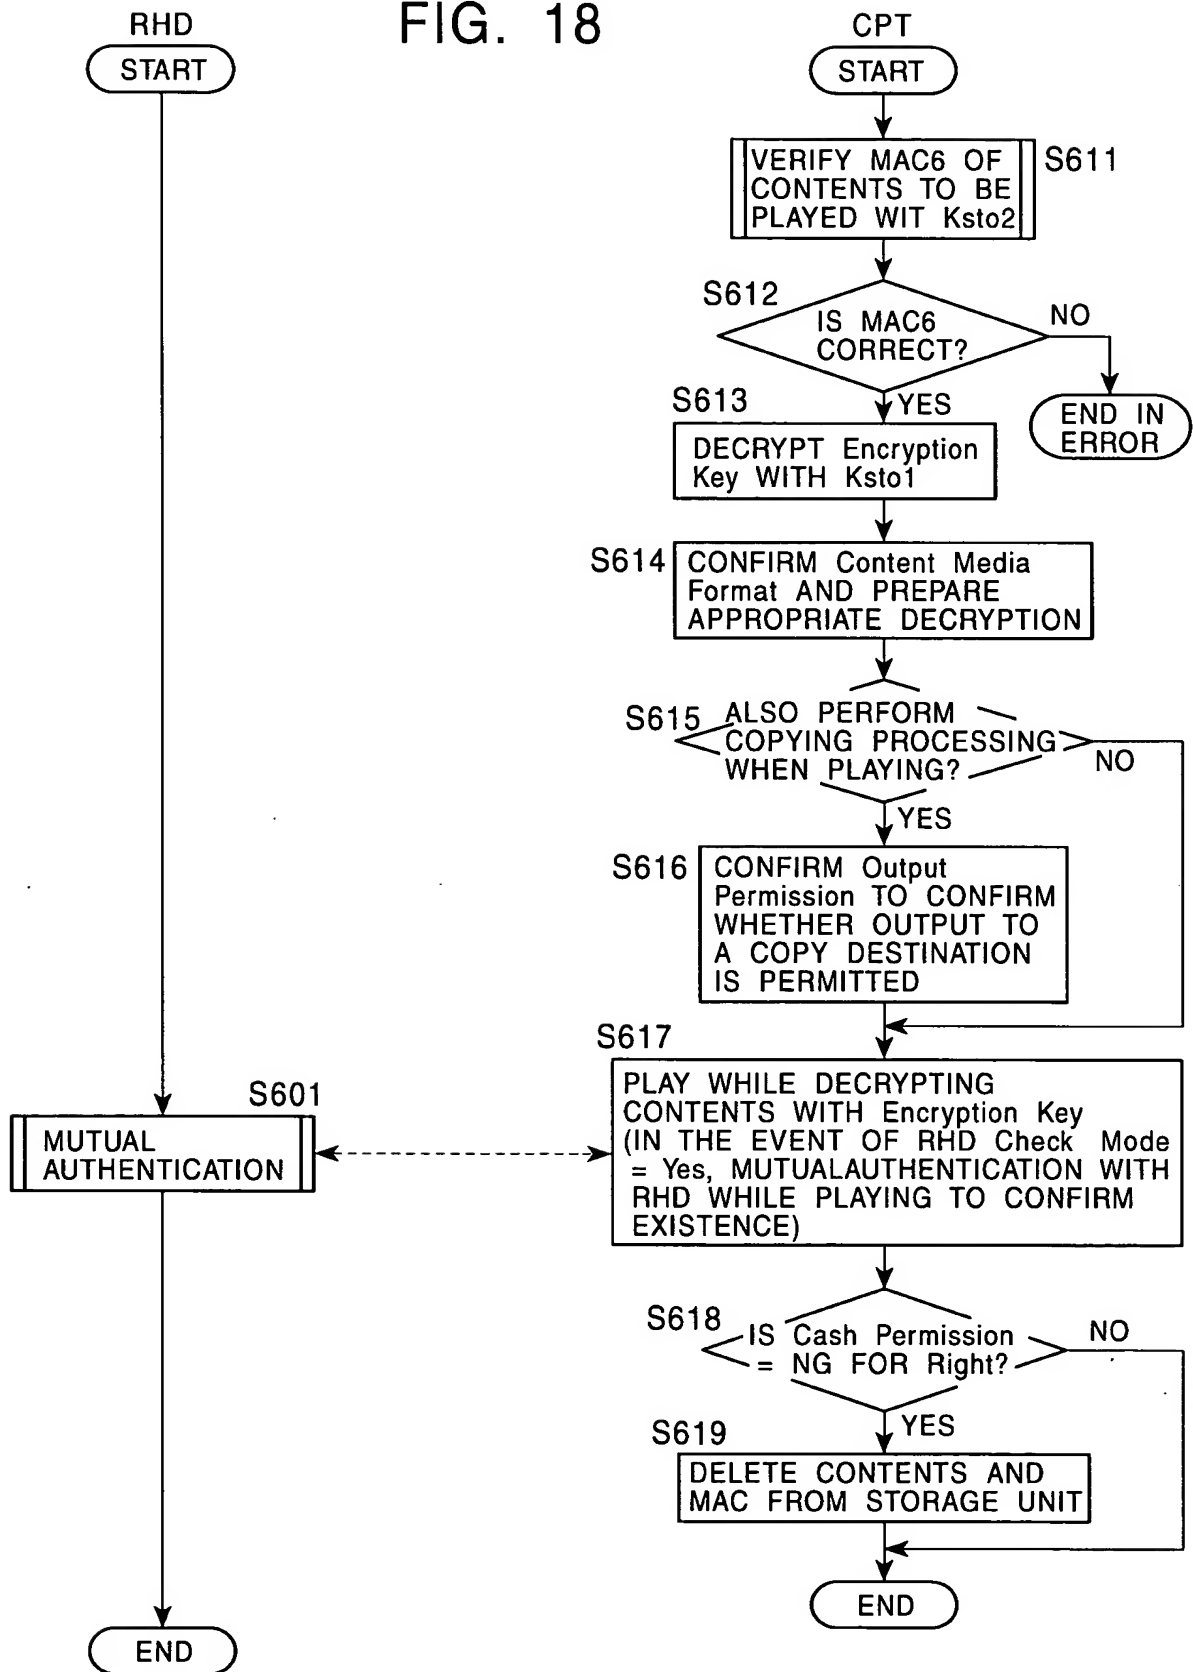 FIG. 18
RHD
START
S601
MUTUAL
AUTHENTICATION
END
CPT
START
S611
VERIFY MAC6 OF
CONTENTS TO BE
PLAYED WIT Ksto2
S612
IS MAC6
CORRECT?
NO
END IN
ERROR
YES
S613
DECRYPT Encryption
Key WITH Ksto1
S614
CONFIRM Content Media
Format AND PREPARE
APPROPRIATE DECRYPTION
S615
ALSO PERFORM
COPYING PROCESSING
WHEN PLAYING?
NO
YES
S616
CONFIRM Output
Permission TO CONFIRM
WHETHER OUTPUT TO
A COPY DESTINATION
IS PERMITTED
S617
PLAY WHILE DECRYPTING
CONTENTS WITH Encryption Key
(IN THE EVENT OF RHD Check Mode
= Yes, MUTUALAUTHENTICATION WITH
RHD WHILE PLAYING TO CONFIRM
EXISTENCE)
S618
IS Cash Permission
= NG FOR Right?
NO
YES
S619
DELETE CONTENTS AND
MAC FROM STORAGE UNIT
END